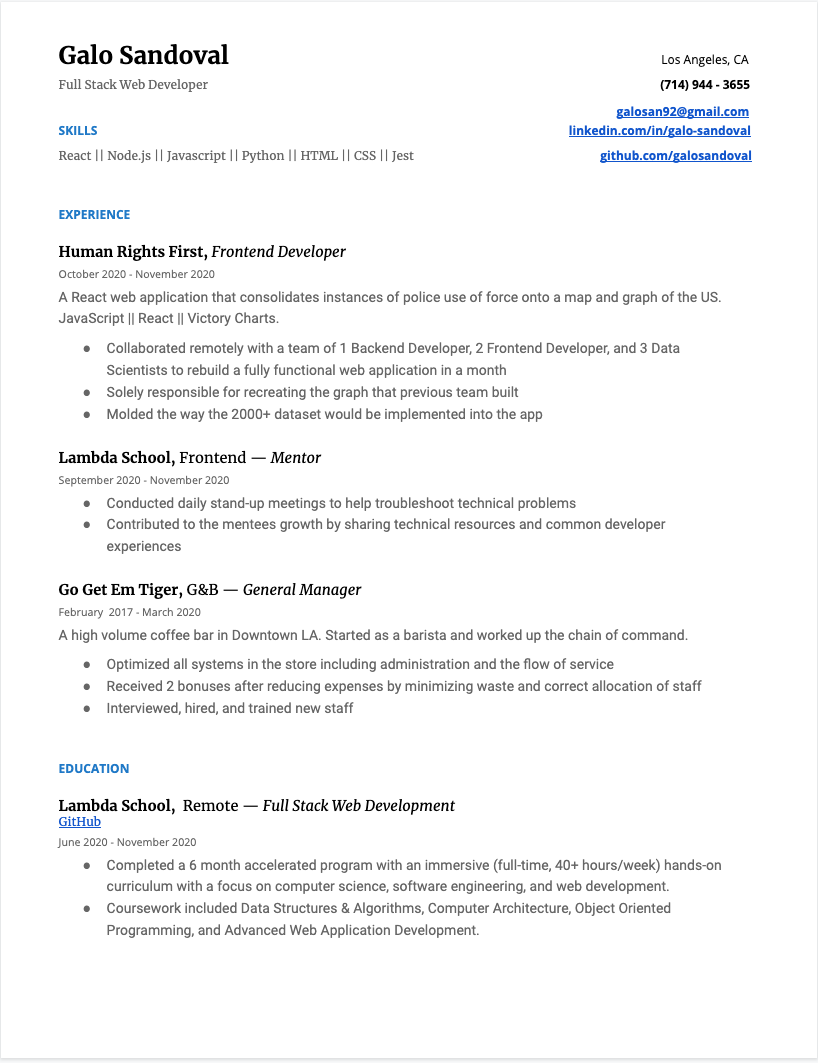 Galo Sandoval
Los Angeles, CA
Full Stack Web Developer
(714) 944 - 3655
galosan92@gmail.com
SKILLS
linkedin.com/in/galo-sandoval
React || Node.js || Javascript || Python || HTML || CSS || Jest
github.com/galosandoval
EXPERIENCE
Human Rights First, Frontend Developer
October 2020 - November 2020
A React web application that consolidates instances of police use of force onto a map and graph of the US.
JavaScript || React || Victory Charts.
● Collaborated remotely with a team of 1 Backend Developer, 2 Frontend Developer, and 3 Data
Scientists to rebuild a fully functional web application in a month
● Solely responsible for recreating the graph that previous team built
● Molded the way the 2000+ dataset would be implemented into the app
Lambda School, Frontend — Mentor
September 2020 - November 2020
● Conducted daily stand-up meetings to help troubleshoot technical problems
● Contributed to the mentees growth by sharing technical resources and common developer
experiences
Go Get Em Tiger, G&B — General Manager
February 2017 - March 2020
A high volume coffee bar in Downtown LA. Started as a barista and worked up the chain of command.
● Optimized all systems in the store including administration and the flow of service
● Received 2 bonuses after reducing expenses by minimizing waste and correct allocation of staff
● Interviewed, hired, and trained new staff
EDUCATION
Lambda School, Remote — Full Stack Web Development
GitHub
June 2020 - November 2020
● Completed a 6 month accelerated program with an immersive (full-time, 40+ hours/week) hands-on
curriculum with a focus on computer science, software engineering, and web development.
● Coursework included Data Structures & Algorithms, Computer Architecture, Object Oriented
Programming, and Advanced Web Application Development.